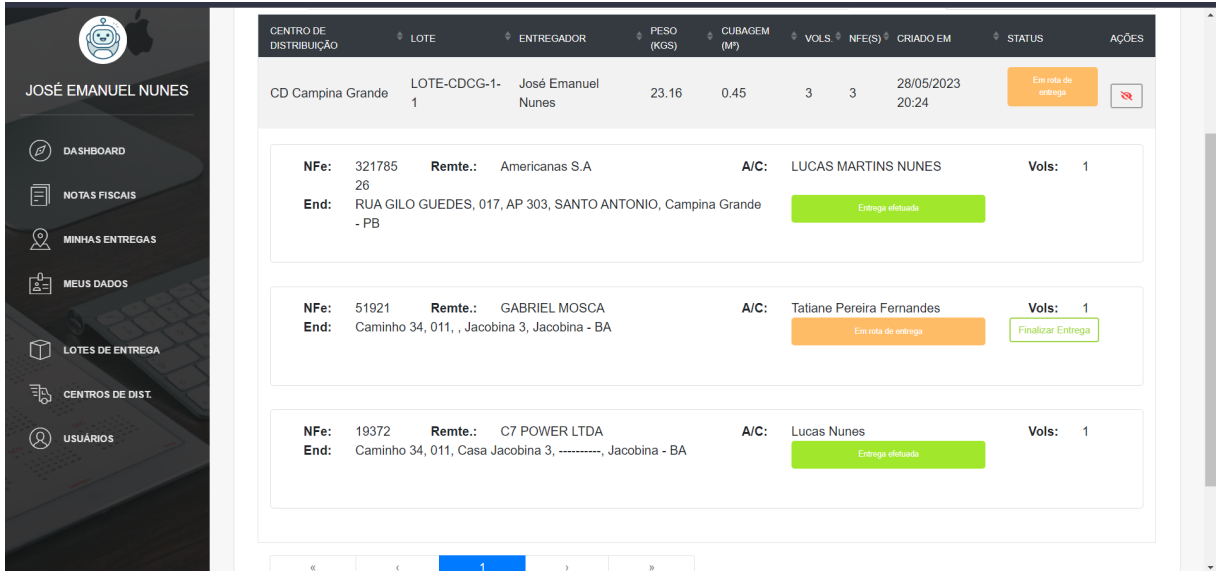 JOSÉ EMANUEL NUNES
DASHBOARD
NOTAS FISCAIS
MINHAS ENTREGAS
MEUS DADOS
LOTES DE ENTREGA
CENTROS DE DIST.
USUÁRIOS
CENTRO DE DISTRIBUIÇÃO LOTE ENTREGADOR PESO (KGS) CUBAGEM (M³) VOLS. NFE(S) CRIADO EM STATUS AÇÕES
CD Campina Grande LOTE-CDCG-1-1 José Emanuel Nunes 23.16 0.45 3 3 28/05/2023 20:24 Em rota de entrega
NFe: 32178526 Remte.: Americanas S.A A/C: LUCAS MARTINS NUNES Vols: 1
End: RUA GILO GUEDES, 017, AP 303, SANTO ANTONIO, Campina Grande - PB Entrega efetuada
NFe: 51921 Remte.: GABRIEL MOSCA A/C: Tatiane Pereira Fernandes Vols: 1
End: Caminho 34, 011, , Jacobina 3, Jacobina - BA Em rota de entrega Finalizar Entrega
NFe: 19372 Remte.: C7 POWER LTDA A/C: Lucas Nunes Vols: 1
End: Caminho 34, 011, Casa Jacobina 3, ----------, Jacobina - BA Entrega efetuada
« ‹ 1 › »